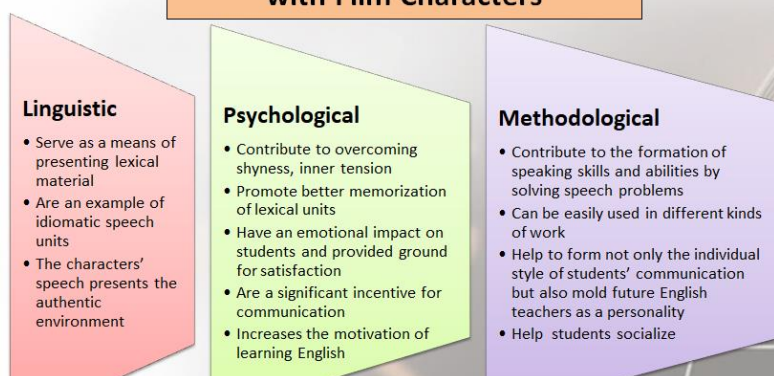 with Film Characters
Linguistic
• Serve as a means of
presenting lexical
material
• Are an example of
idiomatic speech
units
• The characters'
speech presents the
authentic
environment
Psychological
• Contribute to overcoming
shyness, inner tension
• Promote better memorization
of lexical units
• Have an emotional impact on
students and provided ground
for satisfaction
• Are a significant incentive for
communication
• Increases the motivation of
learning English
Methodological
• Contribute to the formation of
speaking skills and abilities by
solving speech problems
• Can be easily used in different kinds
of work
• Help to form not only the individual
style of students' communication
but also mold future English
teachers as a personality
• Help students socialize